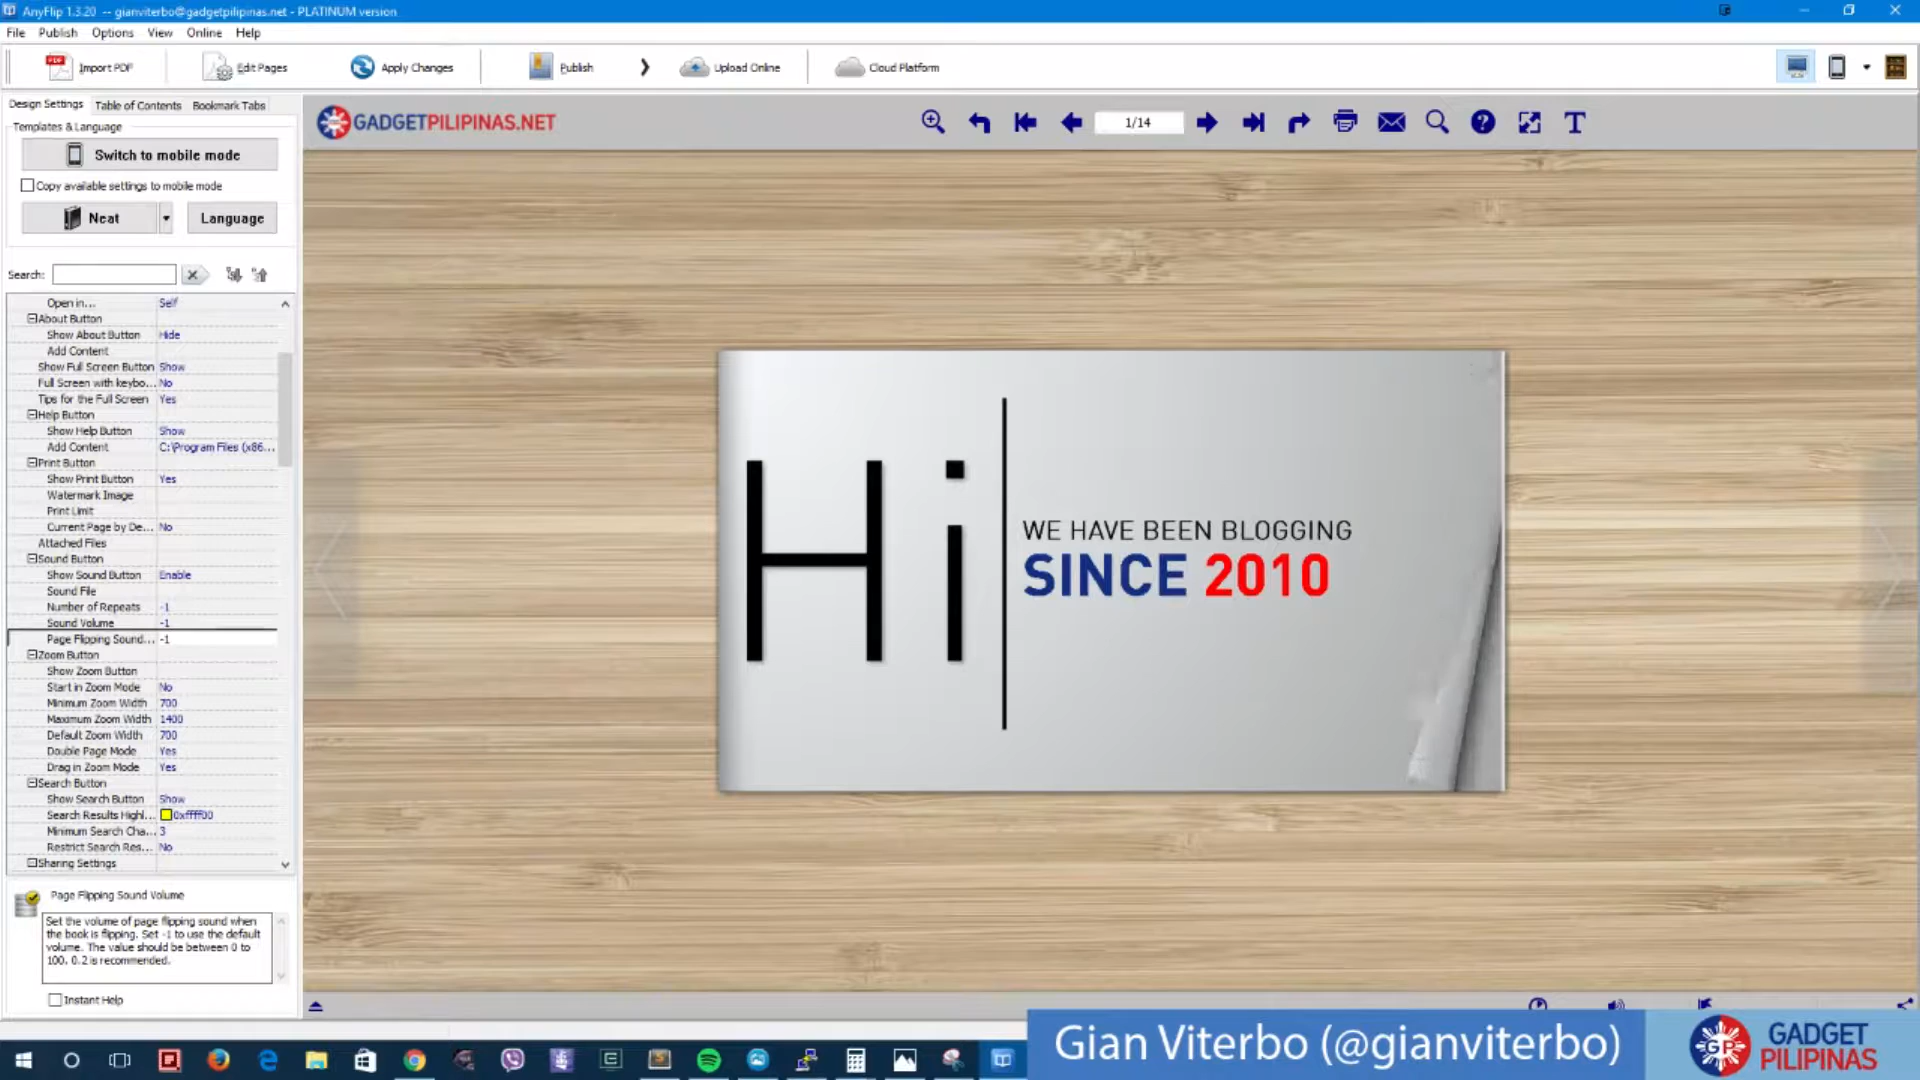 AnyFlip 1.3.20 -- gianviterbo@gadgetpilipinas.net - PLATINUM version
File Publish Options View Online Help
Import PDF Edit Pages Apply Changes Publish Upload Online Cloud Platform
Design Settings Table of Contents Bookmark Tabs
Templates & Language
Switch to mobile mode
Copy available settings to mobile mode
Neat Language
Search:
Open in... Self
About Button
Show About Button Hide
Add Content
Show Full Screen Button Show
Full Screen with keybo... No
Tips for the Full Screen Yes
Help Button
Show Help Button Show
Add Content C:\Program Files (x86...
Print Button
Show Print Button Yes
Watermark Image
Print Limit
Current Page by De... No
Attached Files
Sound Button
Show Sound Button Enable
Sound File
Number of Repeats -1
Sound Volume -1
Page Flipping Sound... -1
Zoom Button
Show Zoom Button
Start in Zoom Mode No
Minimum Zoom Width 700
Maximum Zoom Width 1400
Default Zoom Width 700
Double Page Mode Yes
Drag in Zoom Mode Yes
Search Button
Show Search Button Show
Search Results Highl... 0xffff00
Minimum Search Cha... 3
Restrict Search Res... No
Sharing Settings
Page Flipping Sound Volume
Set the volume of page flipping sound when
the book is flipping. Set -1 to use the default
volume. The value should be between 0 to
100. 0.2 is recommended.
Instant Help
GADGETPILIPINAS.NET
1/14
Hi
WE HAVE BEEN BLOGGING
SINCE 2010
Gian Viterbo (@gianviterbo)
GP
GADGET
PILIPINAS